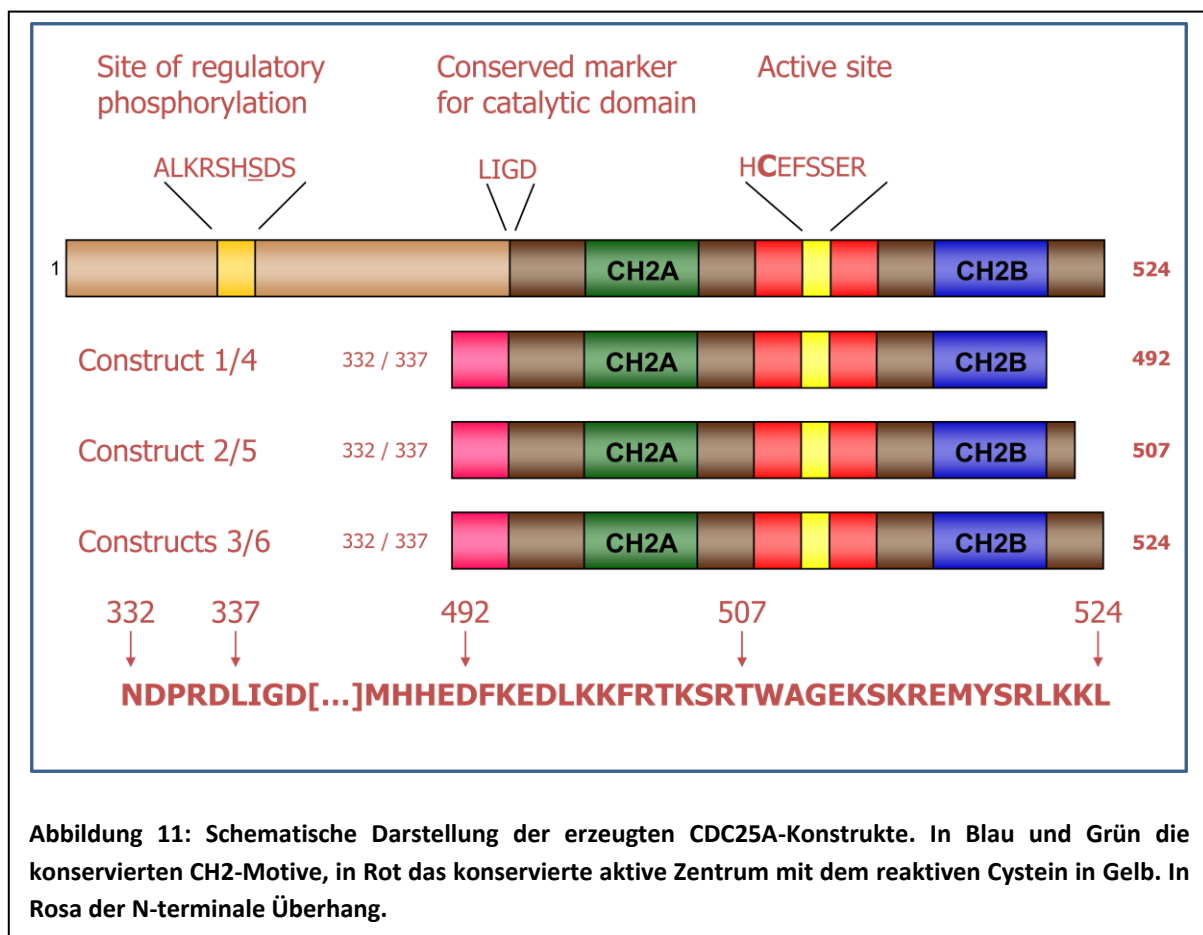 Site of regulatory phosphorylation
Conserved marker for catalytic domain
Active site
ALKRSHSDS
LIGD
HCEFSSER
1
CH2A
CH2B
524
Construct 1/4
332 / 337
CH2A
CH2B
492
Construct 2/5
332 / 337
CH2A
CH2B
507
Constructs 3/6
332 / 337
CH2A
CH2B
524
332
337
492
507
524
NDPRDLIGD[...]MHHEDFKEDLKKFRTKSRTWAGEKSKREMYSRLKKL
Abbildung 11: Schematische Darstellung der erzeugten CDC25A-Konstrukte. In Blau und Grün die
konservierten CH2-Motive, in Rot das konservierte aktive Zentrum mit dem reaktiven Cystein in Gelb. In
Rosa der N-terminale Überhang.